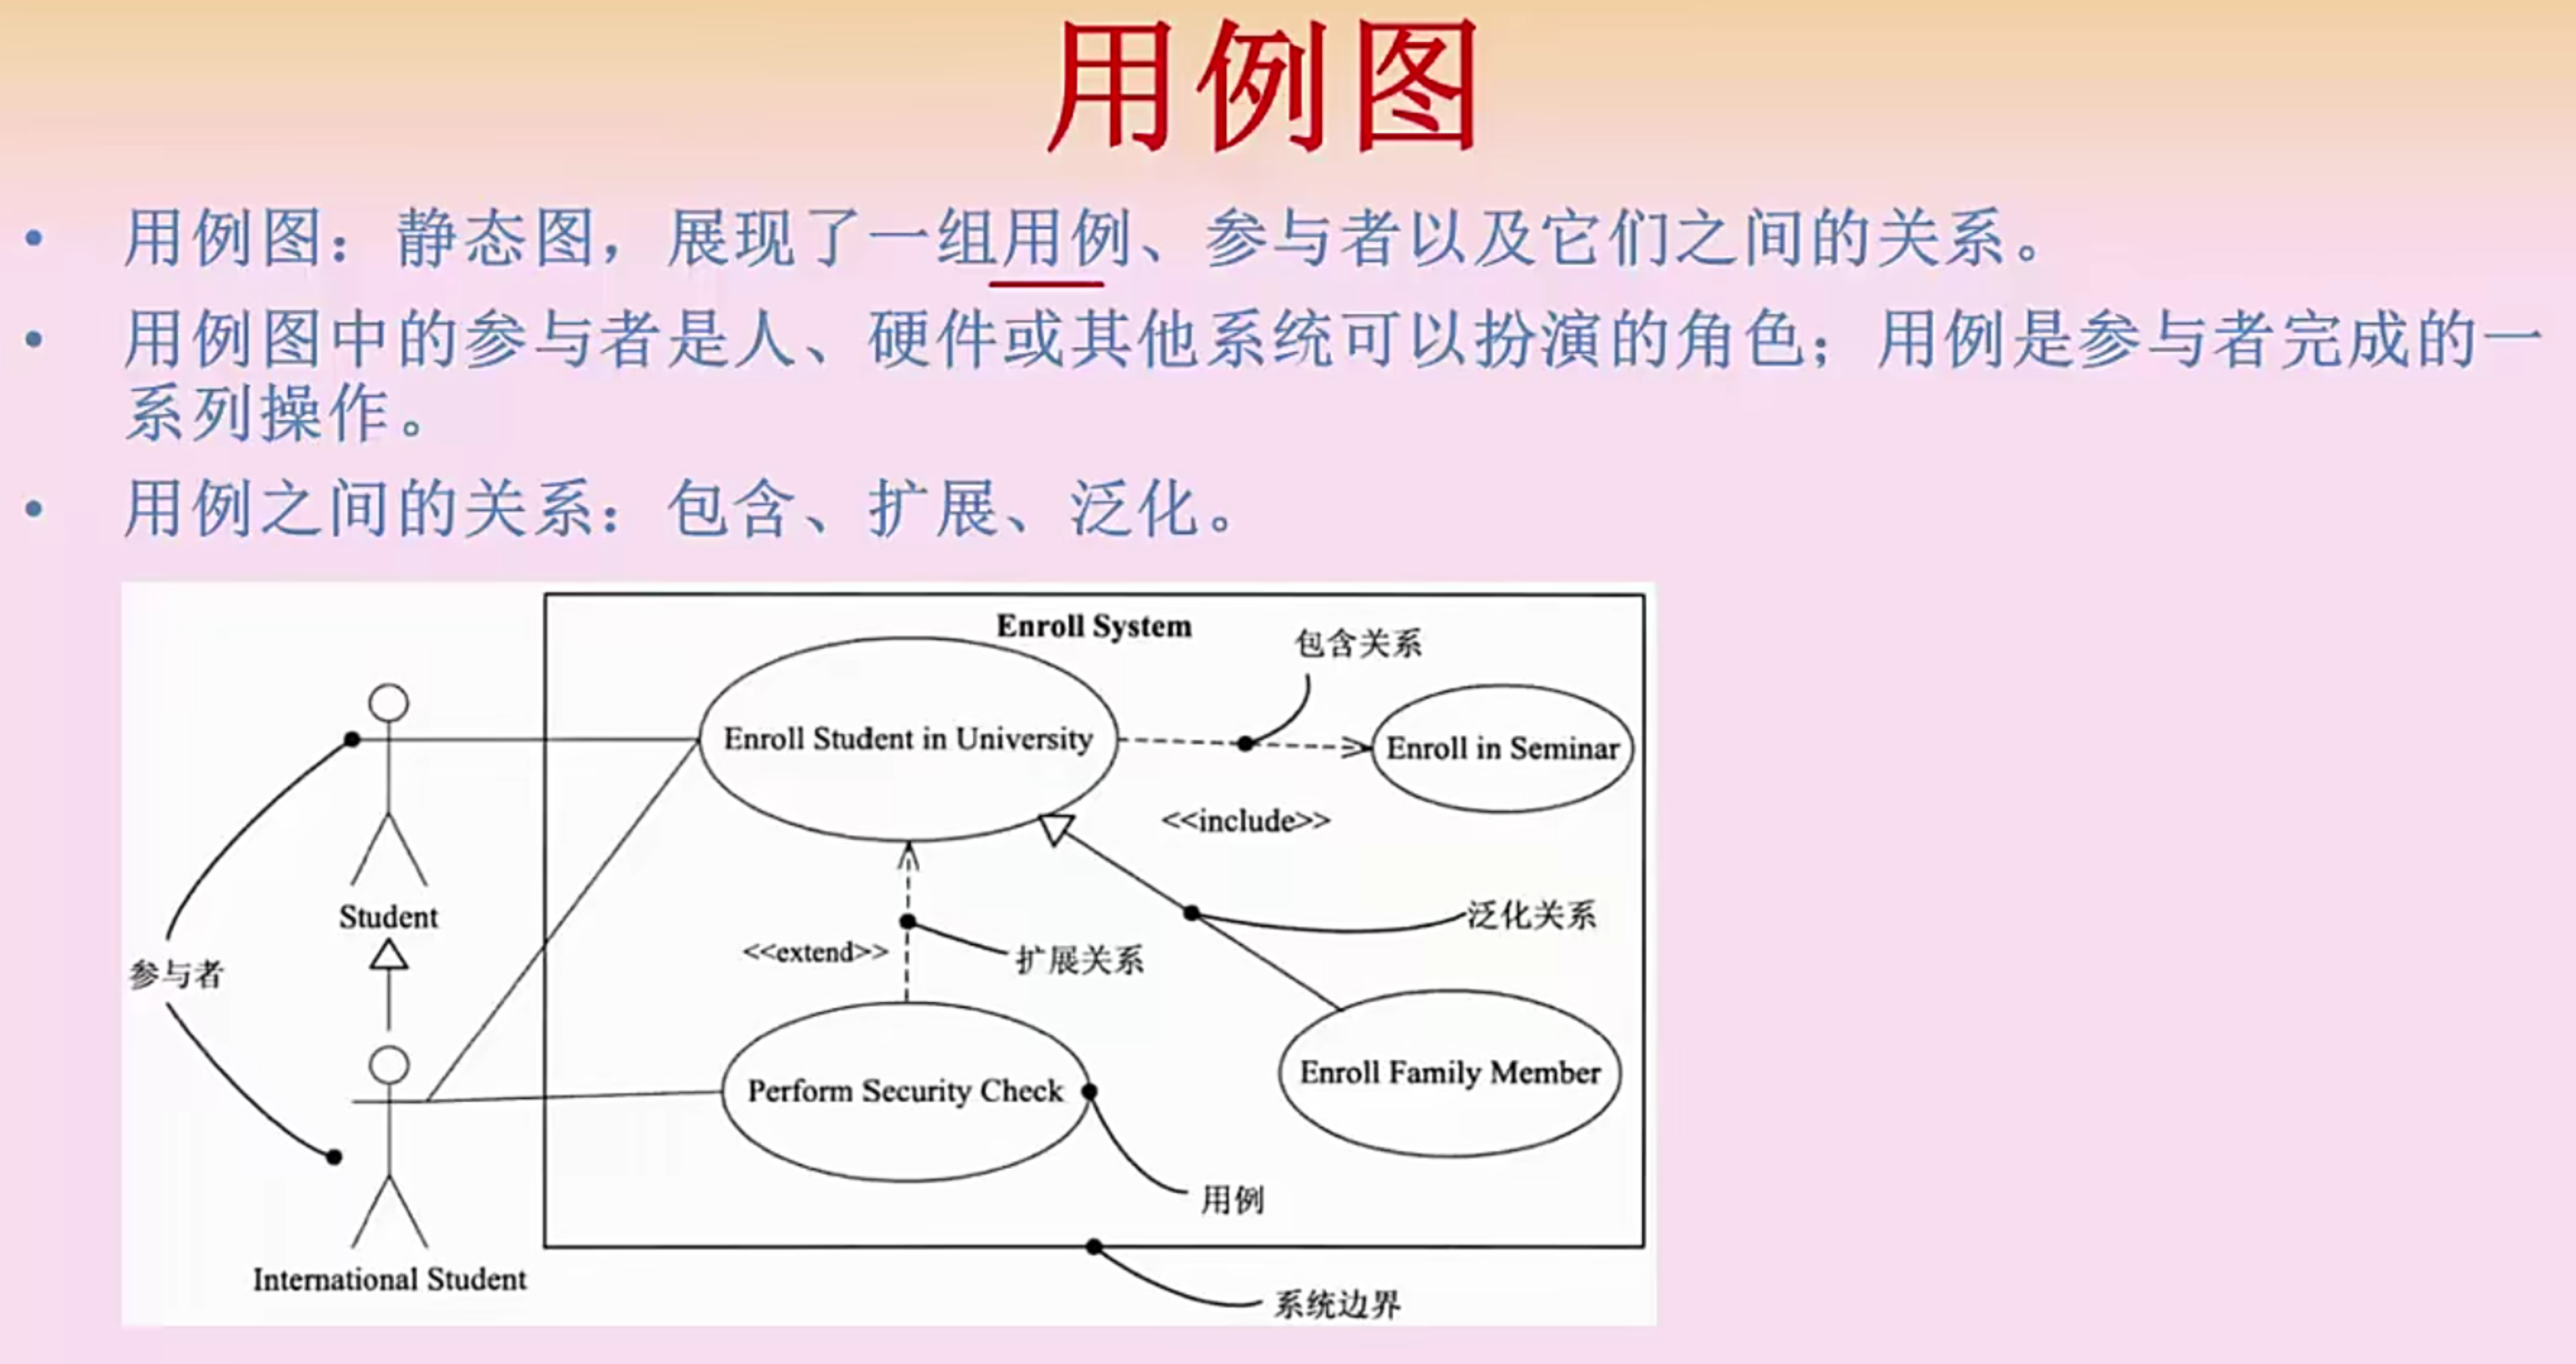 用例图
• 用例图：静态图，展现了一组用例、参与者以及它们之间的关系。
• 用例图中的参与者是人、硬件或其他系统可以扮演的角色；用例是参与者完成的一
系列操作。
• 用例之间的关系：包含、扩展、泛化。
Enroll System
包含关系
Enroll Student in University
Enroll in Seminar
<<include>>
Student
泛化关系
<<extend>>
扩展关系
参与者
Enroll Family Member
Perform Security Check
用例
International Student
系统边界